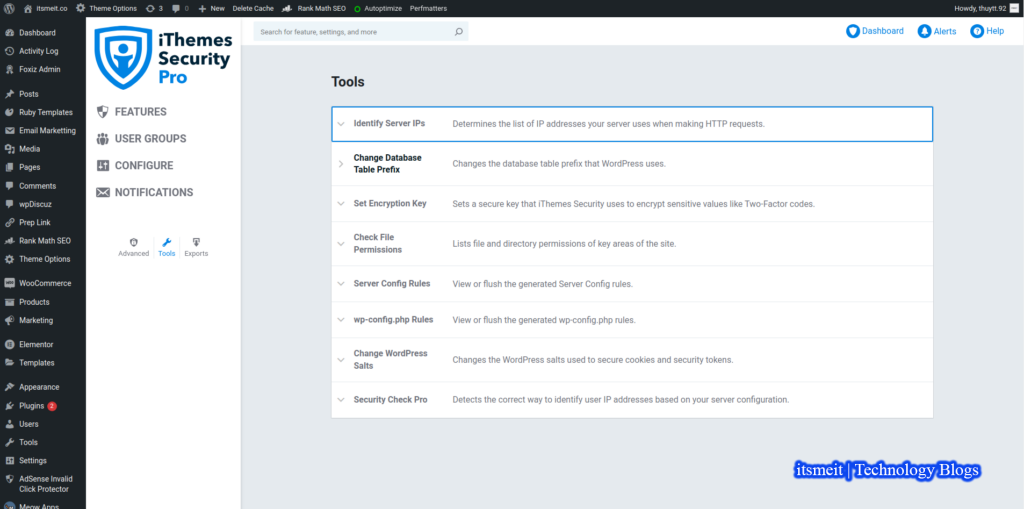 itsmeit.co
Theme Options
3
0
New
Delete Cache
Rank Math SEO
Autoptimize
Perfmatters
Howdy, thuytt.92
Dashboard
Activity Log
Foxiz Admin
Posts
Ruby Templates
Email Marketing
Media
Pages
Comments
wpDiscuz
Prep Link
Rank Math SEO
Theme Options
WooCommerce
Products
Marketing
Elementor
Templates
Appearance
Plugins 2
Users
Tools
Settings
AdSense Invalid
Click Protector
Meow Apps
iThemes
Security
Pro
FEATURES
USER GROUPS
CONFIGURE
NOTIFICATIONS
Advanced
Tools
Exports
Search for feature, settings, and more
Dashboard
Alerts
Help
Tools
Identify Server IPs
Determines the list of IP addresses your server uses when making HTTP requests.
Change Database
Table Prefix
Changes the database table prefix that WordPress uses.
Set Encryption Key
Sets a secure key that iThemes Security uses to encrypt sensitive values like Two-Factor codes.
Check File
Permissions
Lists file and directory permissions of key areas of the site.
Server Config Rules
View or flush the generated Server Config rules.
wp-config.php Rules
View or flush the generated wp-config.php rules.
Change WordPress
Salts
Changes the WordPress salts used to secure cookies and security tokens.
Security Check Pro
Detects the correct way to identify user IP addresses based on your server configuration.
itsmeit | Technology Blogs